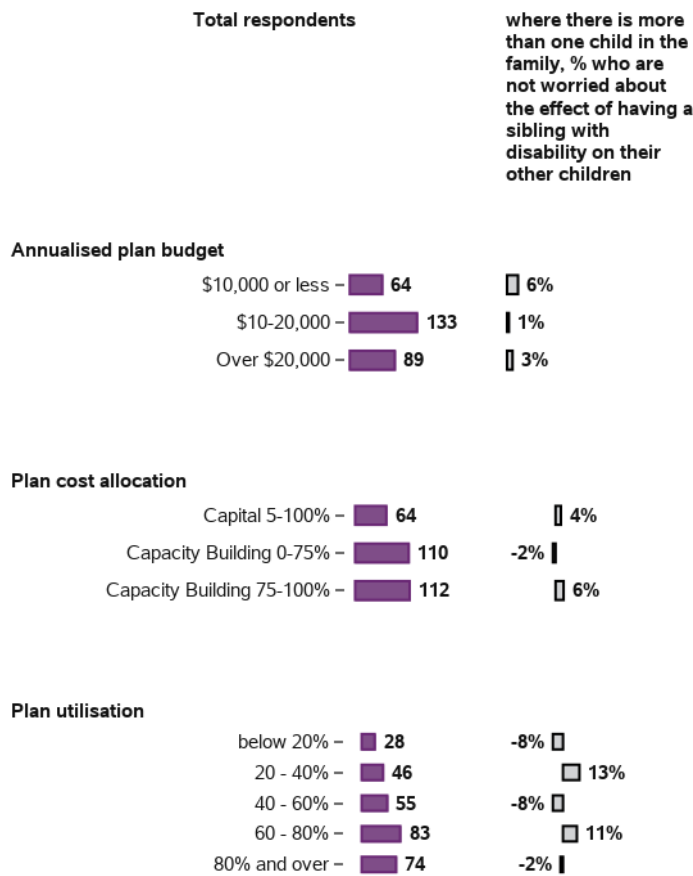 Total respondents
where there is more
than one child in the
family, % who are
not worried about
the effect of having a
sibling with
disability on their
other children
Annualised plan budget
$10,000 or less – 64 6%
$10-20,000 – 133 1%
Over $20,000 – 89 3%
Plan cost allocation
Capital 5-100% – 64 4%
Capacity Building 0-75% – 110 -2%
Capacity Building 75-100% – 112 6%
Plan utilisation
below 20% – 28 -8%
20 - 40% – 46 13%
40 - 60% – 55 -8%
60 - 80% – 83 11%
80% and over – 74 -2%